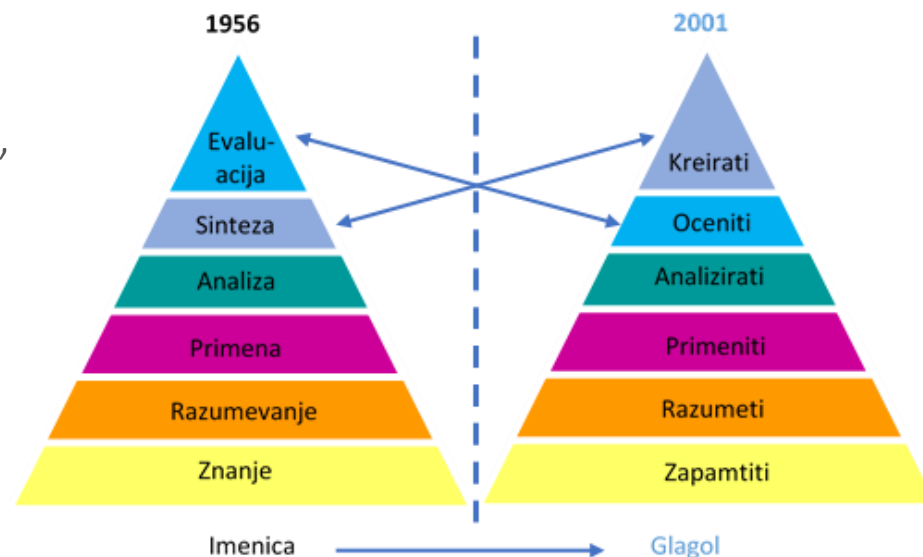 1956
2001
,
Evalu-
acija
Kreirati
Sinteza
Oceniti
Analiza
Analizirati
Primena
Primeniti
Razumevanje
Razumeti
Znanje
Zapamtiti
Imenica
Glagol